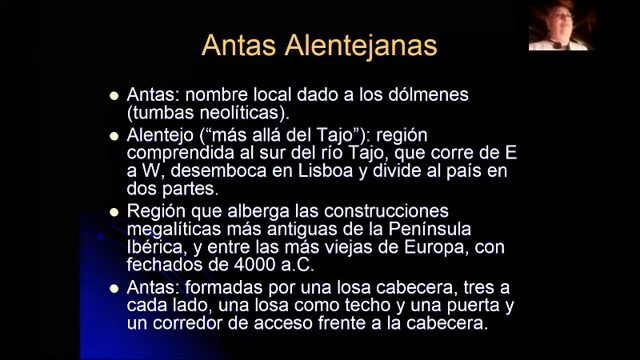 Antas Alentejanas
Antas: nombre local dado a los dólmenes
(tumbas neolíticas).
Alentejo (“más allá del Tajo”): región
comprendida al sur del río Tajo, que corre de E
a W, desemboca en Lisboa y divide al país en
dos partes.
Región que alberga las construcciones
megalíticas más antiguas de la Península
Ibérica, y entre las más viejas de Europa, con
fechados de 4000 a.C.
Antas: formadas por una losa cabecera, tres a
cada lado, una losa como techo y una puerta y
un corredor de acceso frente a la cabecera.